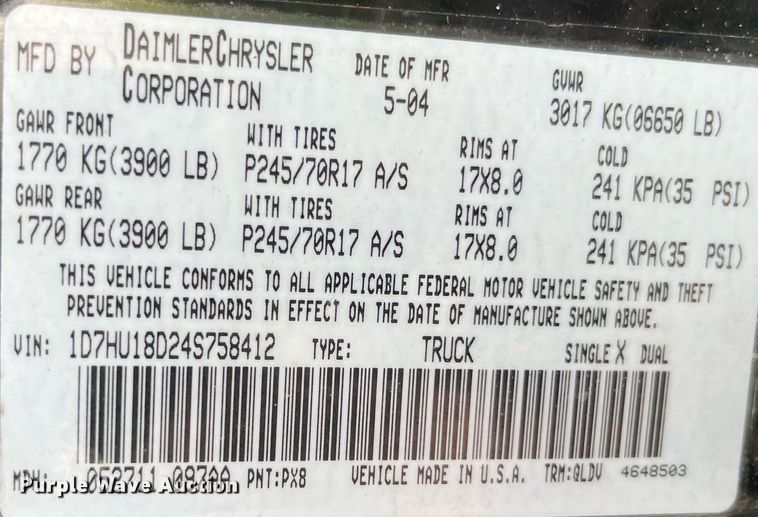 MFD BY DAIMLERCHRYSLER CORPORATION DATE OF MFR 5-04 GVWR 3017 KG(06650 LB)
GAWR FRONT WITH TIRES RIMS AT COLD
1770 KG(3900 LB) P245/70R17 A/S 17X8.0 241 KPA(35 PSI)
GAWR REAR WITH TIRES RIMS AT COLD
1770 KG(3900 LB) P245/70R17 A/S 17X8.0 241 KPA(35 PSI)
THIS VEHICLE CONFORMS TO ALL APPLICABLE FEDERAL MOTOR VEHICLE SAFETY AND THEFT
PREVENTION STANDARDS IN EFFECT ON THE DATE OF MANUFACTURE SHOWN ABOVE.
VIN: 1D7HU18D24S758412 TYPE: TRUCK SINGLE X DUAL
MDH: PNT:PX8 VEHICLE MADE IN U.S.A. TRM:QLDV 4648503
Purple Wave Auction